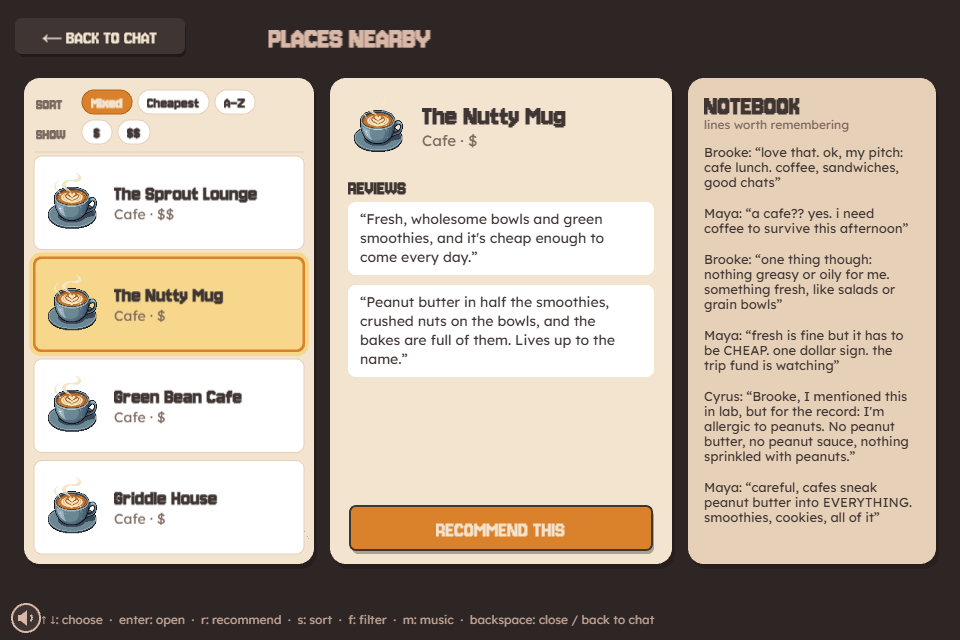 ← BACK TO CHAT
PLACES NEARBY
SORT Mixed Cheapest A-Z
SHOW $ $$
The Sprout Lounge
Cafe · $$
The Nutty Mug
Cafe · $
Green Bean Cafe
Cafe · $
Griddle House
Cafe · $
The Nutty Mug
Cafe · $
REVIEWS
“Fresh, wholesome bowls and green
smoothies, and it's cheap enough to
come every day.”
“Peanut butter in half the smoothies,
crushed nuts on the bowls, and the
bakes are full of them. Lives up to the
name.”
RECOMMEND THIS
NOTEBOOK
lines worth remembering
Brooke: “love that. ok, my pitch:
cafe lunch. coffee, sandwiches,
good chats”
Maya: “a cafe?? yes. i need
coffee to survive this afternoon”
Brooke: “one thing though:
nothing greasy or oily for me.
something fresh, like salads or
grain bowls”
Maya: “fresh is fine but it has to
be CHEAP. one dollar sign. the
trip fund is watching”
Cyrus: “Brooke, I mentioned this
in lab, but for the record: I'm
allergic to peanuts. No peanut
butter, no peanut sauce, nothing
sprinkled with peanuts.”
Maya: “careful, cafes sneak
peanut butter into EVERYTHING.
smoothies, cookies, all of it”
↑ ↓: choose · enter: open · r: recommend · s: sort · f: filter · m: music · backspace: close / back to chat